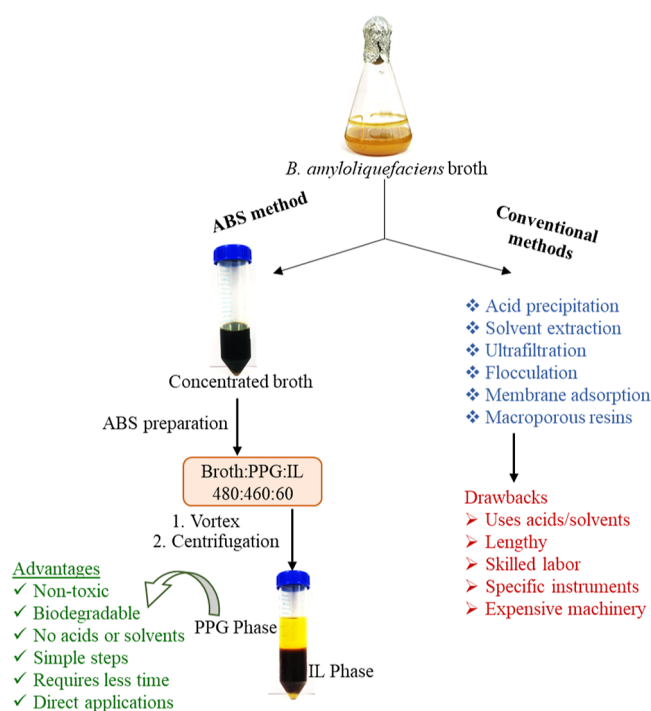 B. amyloliquefaciens broth
ABS method
Conventional
methods
Concentrated broth
ABS preparation
Broth:PPG:IL
480:460:60
1. Vortex
2. Centrifugation
PPG Phase
IL Phase
Advantages
✓ Non-toxic
✓ Biodegradable
✓ No acids or solvents
✓ Simple steps
✓ Requires less time
✓ Direct applications
❖ Acid precipitation
❖ Solvent extraction
❖ Ultrafiltration
❖ Flocculation
❖ Membrane adsorption
❖ Macroporous resins
Drawbacks
➢ Uses acids/solvents
➢ Lengthy
➢ Skilled labor
➢ Specific instruments
➢ Expensive machinery